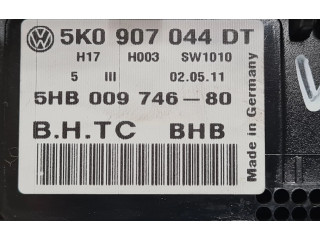 5K0 907 044 DT
H17 H003 SW1010
5 III 02.05.11
5HB 009 746-80
B.H.TC BHB
Made in Germany